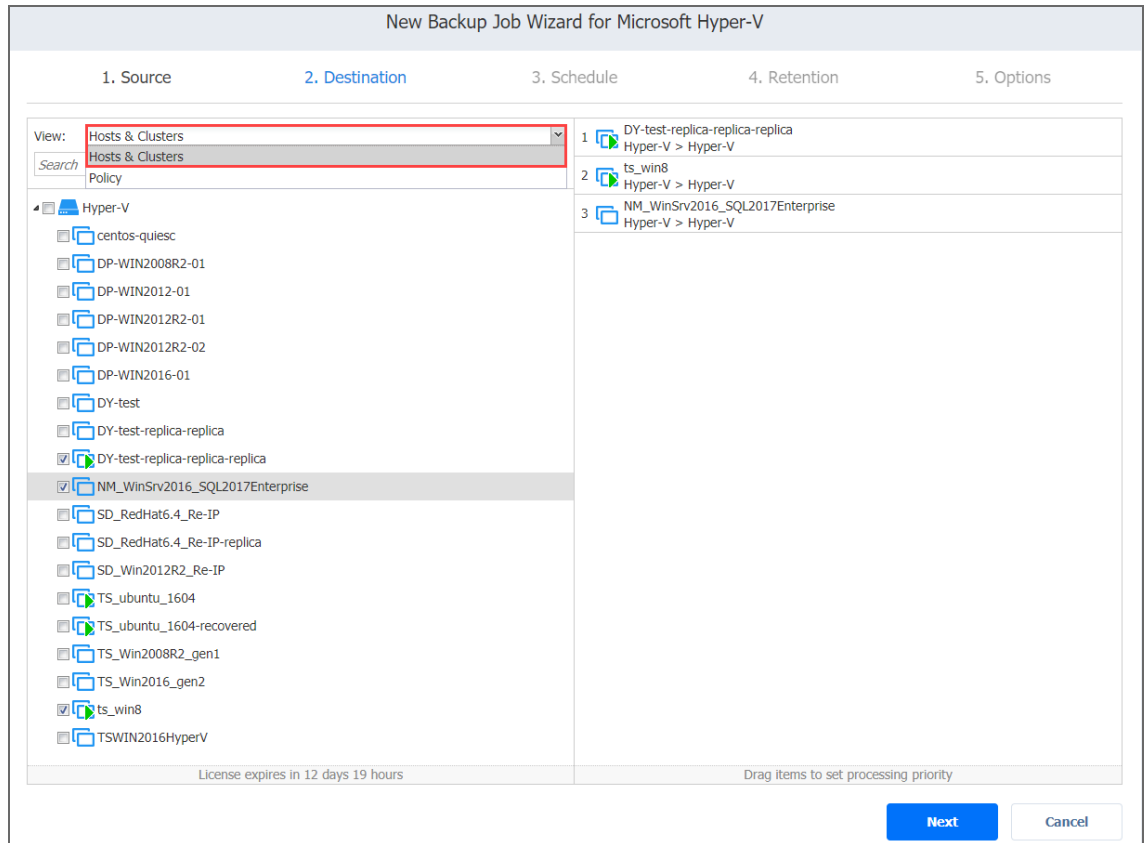 New Backup Job Wizard for Microsoft Hyper-V
1. Source 2. Destination 3. Schedule 4. Retention 5. Options
View: Hosts & Clusters
Hosts & Clusters
Search
Policy
Hyper-V
centos-quiesc
DP-WIN2008R2-01
DP-WIN2012-01
DP-WIN2012R2-01
DP-WIN2012R2-02
DP-WIN2016-01
DY-test
DY-test-replica-replica
DY-test-replica-replica-replica
NM_WinSrv2016_SQL2017Enterprise
SD_RedHat6.4_Re-IP
SD_RedHat6.4_Re-IP-replica
SD_Win2012R2_Re-IP
TS_ubuntu_1604
TS_ubuntu_1604-recovered
TS_Win2008R2_gen1
TS_Win2016_gen2
ts_win8
TSWIN2016HyperV
License expires in 12 days 19 hours
1 DY-test-replica-replica-replica
Hyper-V > Hyper-V
2 ts_win8
Hyper-V > Hyper-V
3 NM_WinSrv2016_SQL2017Enterprise
Hyper-V > Hyper-V
Drag items to set processing priority
Next Cancel